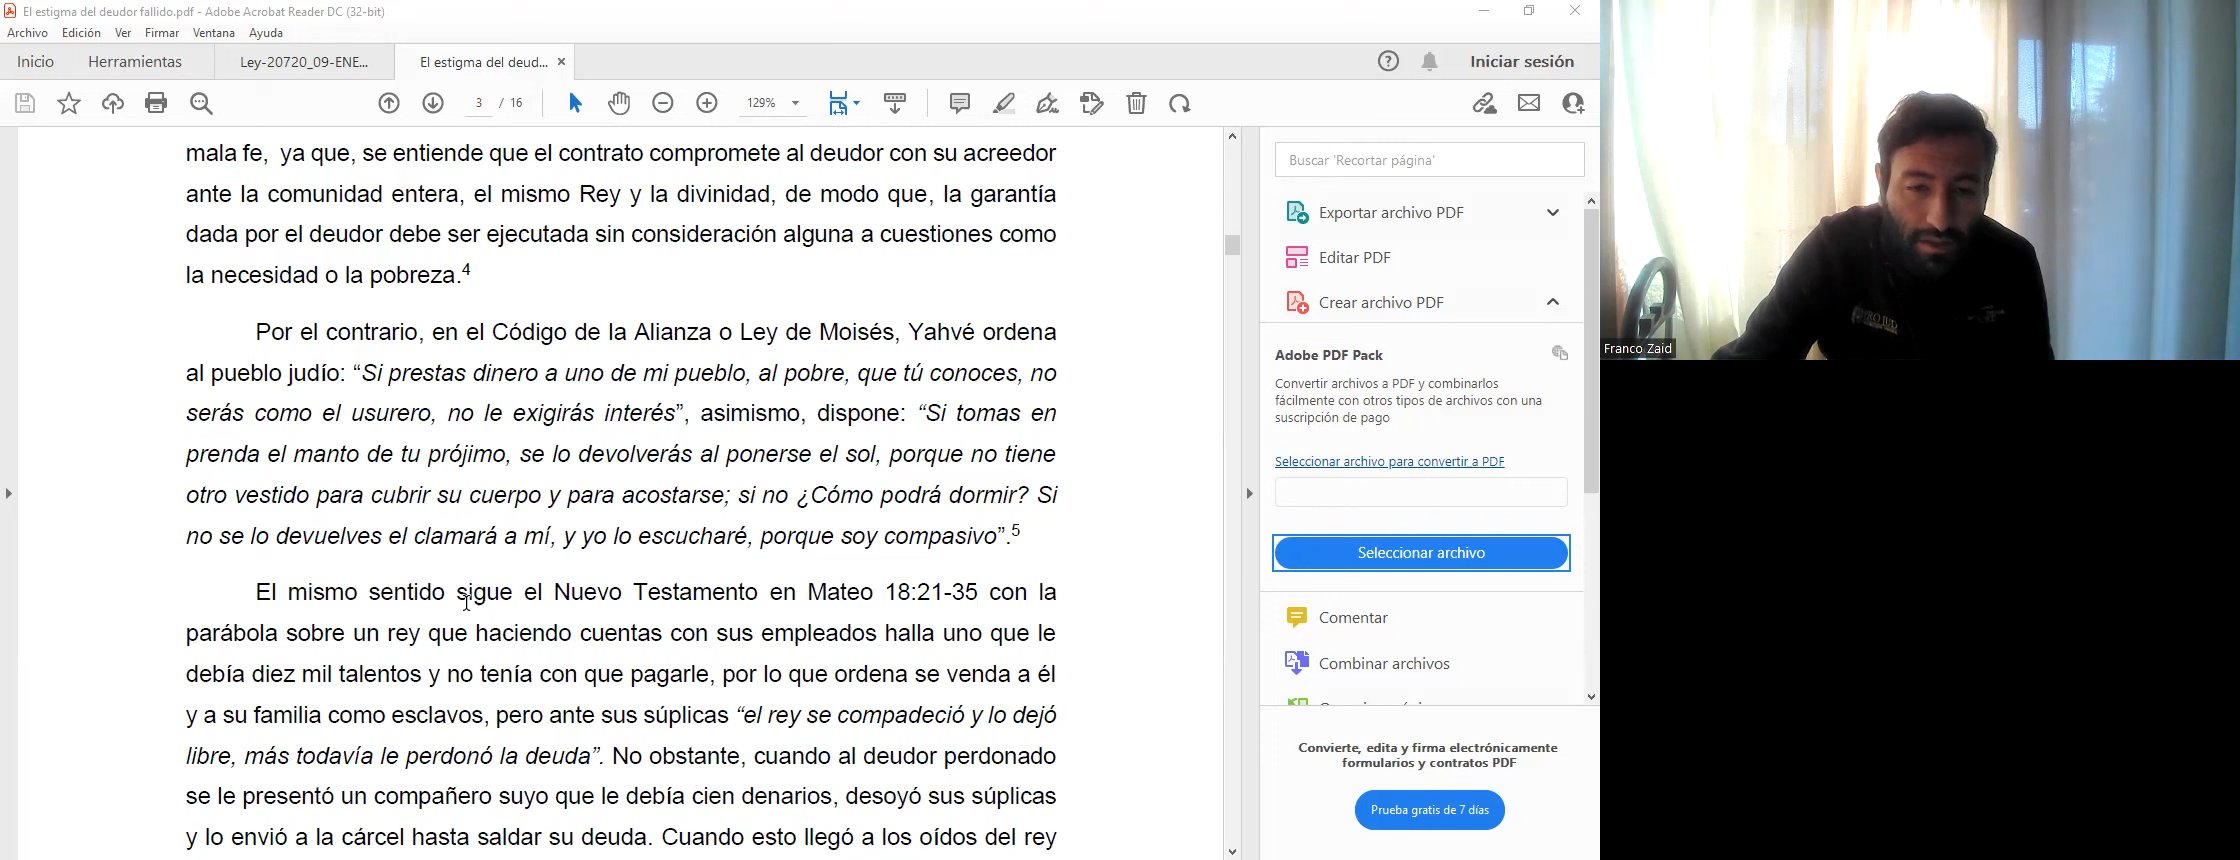 El estigma del deudor fallido.pdf - Adobe Acrobat Reader DC (32-bit)
Archivo Edición Ver Firmar Ventana Ayuda
Inicio Herramientas Ley-20720_09-ENE... El estigma del deud... × Iniciar sesión
3 / 16 129%
mala fe, ya que, se entiende que el contrato compromete al deudor con su acreedor
ante la comunidad entera, el mismo Rey y la divinidad, de modo que, la garantía
dada por el deudor debe ser ejecutada sin consideración alguna a cuestiones como
la necesidad o la pobreza.4
Por el contrario, en el Código de la Alianza o Ley de Moisés, Yahvé ordena
al pueblo judío: “Si prestas dinero a uno de mi pueblo, al pobre, que tú conoces, no
serás como el usurero, no le exigirás interés”, asimismo, dispone: “Si tomas en
prenda el manto de tu prójimo, se lo devolverás al ponerse el sol, porque no tiene
otro vestido para cubrir su cuerpo y para acostarse; si no ¿Cómo podrá dormir? Si
no se lo devuelves el clamará a mí, y yo lo escucharé, porque soy compasivo”.5
El mismo sentido sigue el Nuevo Testamento en Mateo 18:21-35 con la
parábola sobre un rey que haciendo cuentas con sus empleados halla uno que le
debía diez mil talentos y no tenía con que pagarle, por lo que ordena se venda a él
y a su familia como esclavos, pero ante sus súplicas “el rey se compadeció y lo dejó
libre, más todavía le perdonó la deuda”. No obstante, cuando al deudor perdonado
se le presentó un compañero suyo que le debía cien denarios, desoyó sus súplicas
y lo envió a la cárcel hasta saldar su deuda. Cuando esto llegó a los oídos del rey
Buscar 'Recortar página'
Exportar archivo PDF
Editar PDF
Crear archivo PDF
Adobe PDF Pack
Convertir archivos a PDF y combinarlos
fácilmente con otros tipos de archivos con una
suscripción de pago
Seleccionar archivo para convertir a PDF
Seleccionar archivo
Comentar
Combinar archivos
Convierte, edita y firma electrónicamente
formularios y contratos PDF
Prueba gratis de 7 días
Franco Zaid